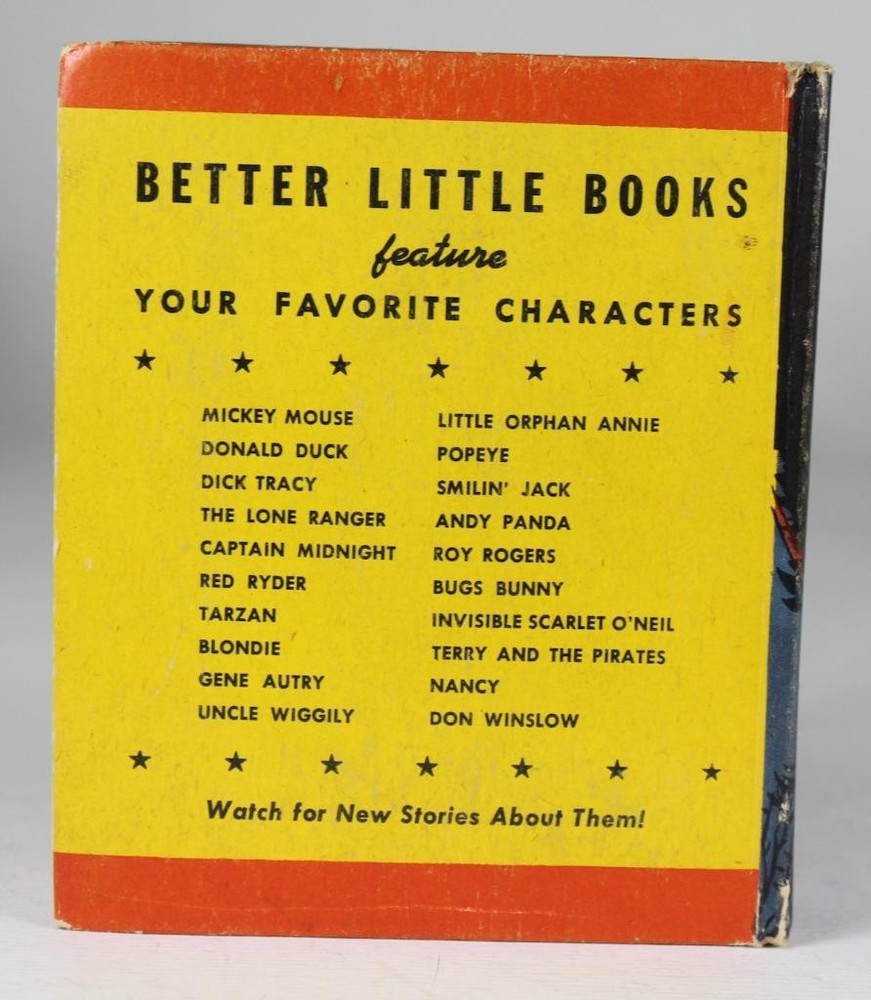 BETTER LITTLE BOOKS
feature
YOUR FAVORITE CHARACTERS
MICKEY MOUSE
DONALD DUCK
DICK TRACY
THE LONE RANGER
CAPTAIN MIDNIGHT
RED RYDER
TARZAN
BLONDIE
GENE AUTRY
UNCLE WIGGILY
LITTLE ORPHAN ANNIE
POPEYE
SMILIN' JACK
ANDY PANDA
ROY ROGERS
BUGS BUNNY
INVISIBLE SCARLET O'NEIL
TERRY AND THE PIRATES
NANCY
DON WINSLOW
Watch for New Stories About Them!